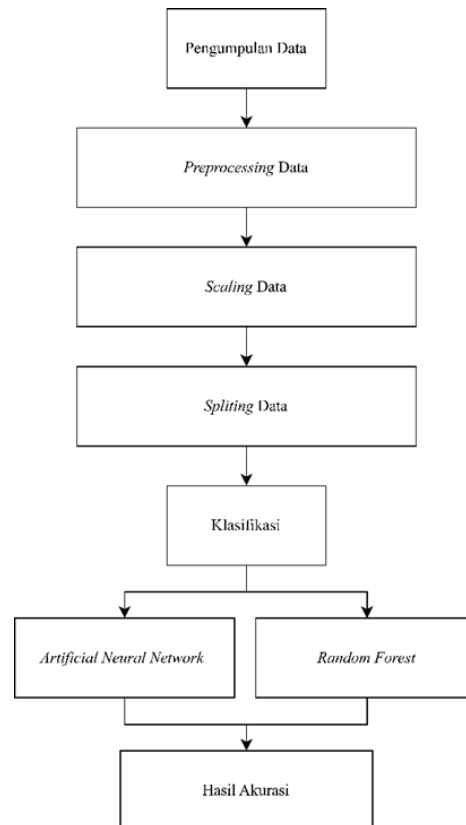 Pengumpulan Data
Preprocessing Data
Scaling Data
Spliting Data
Klasifikasi
Artificial Neural Network
Random Forest
Hasil Akurasi